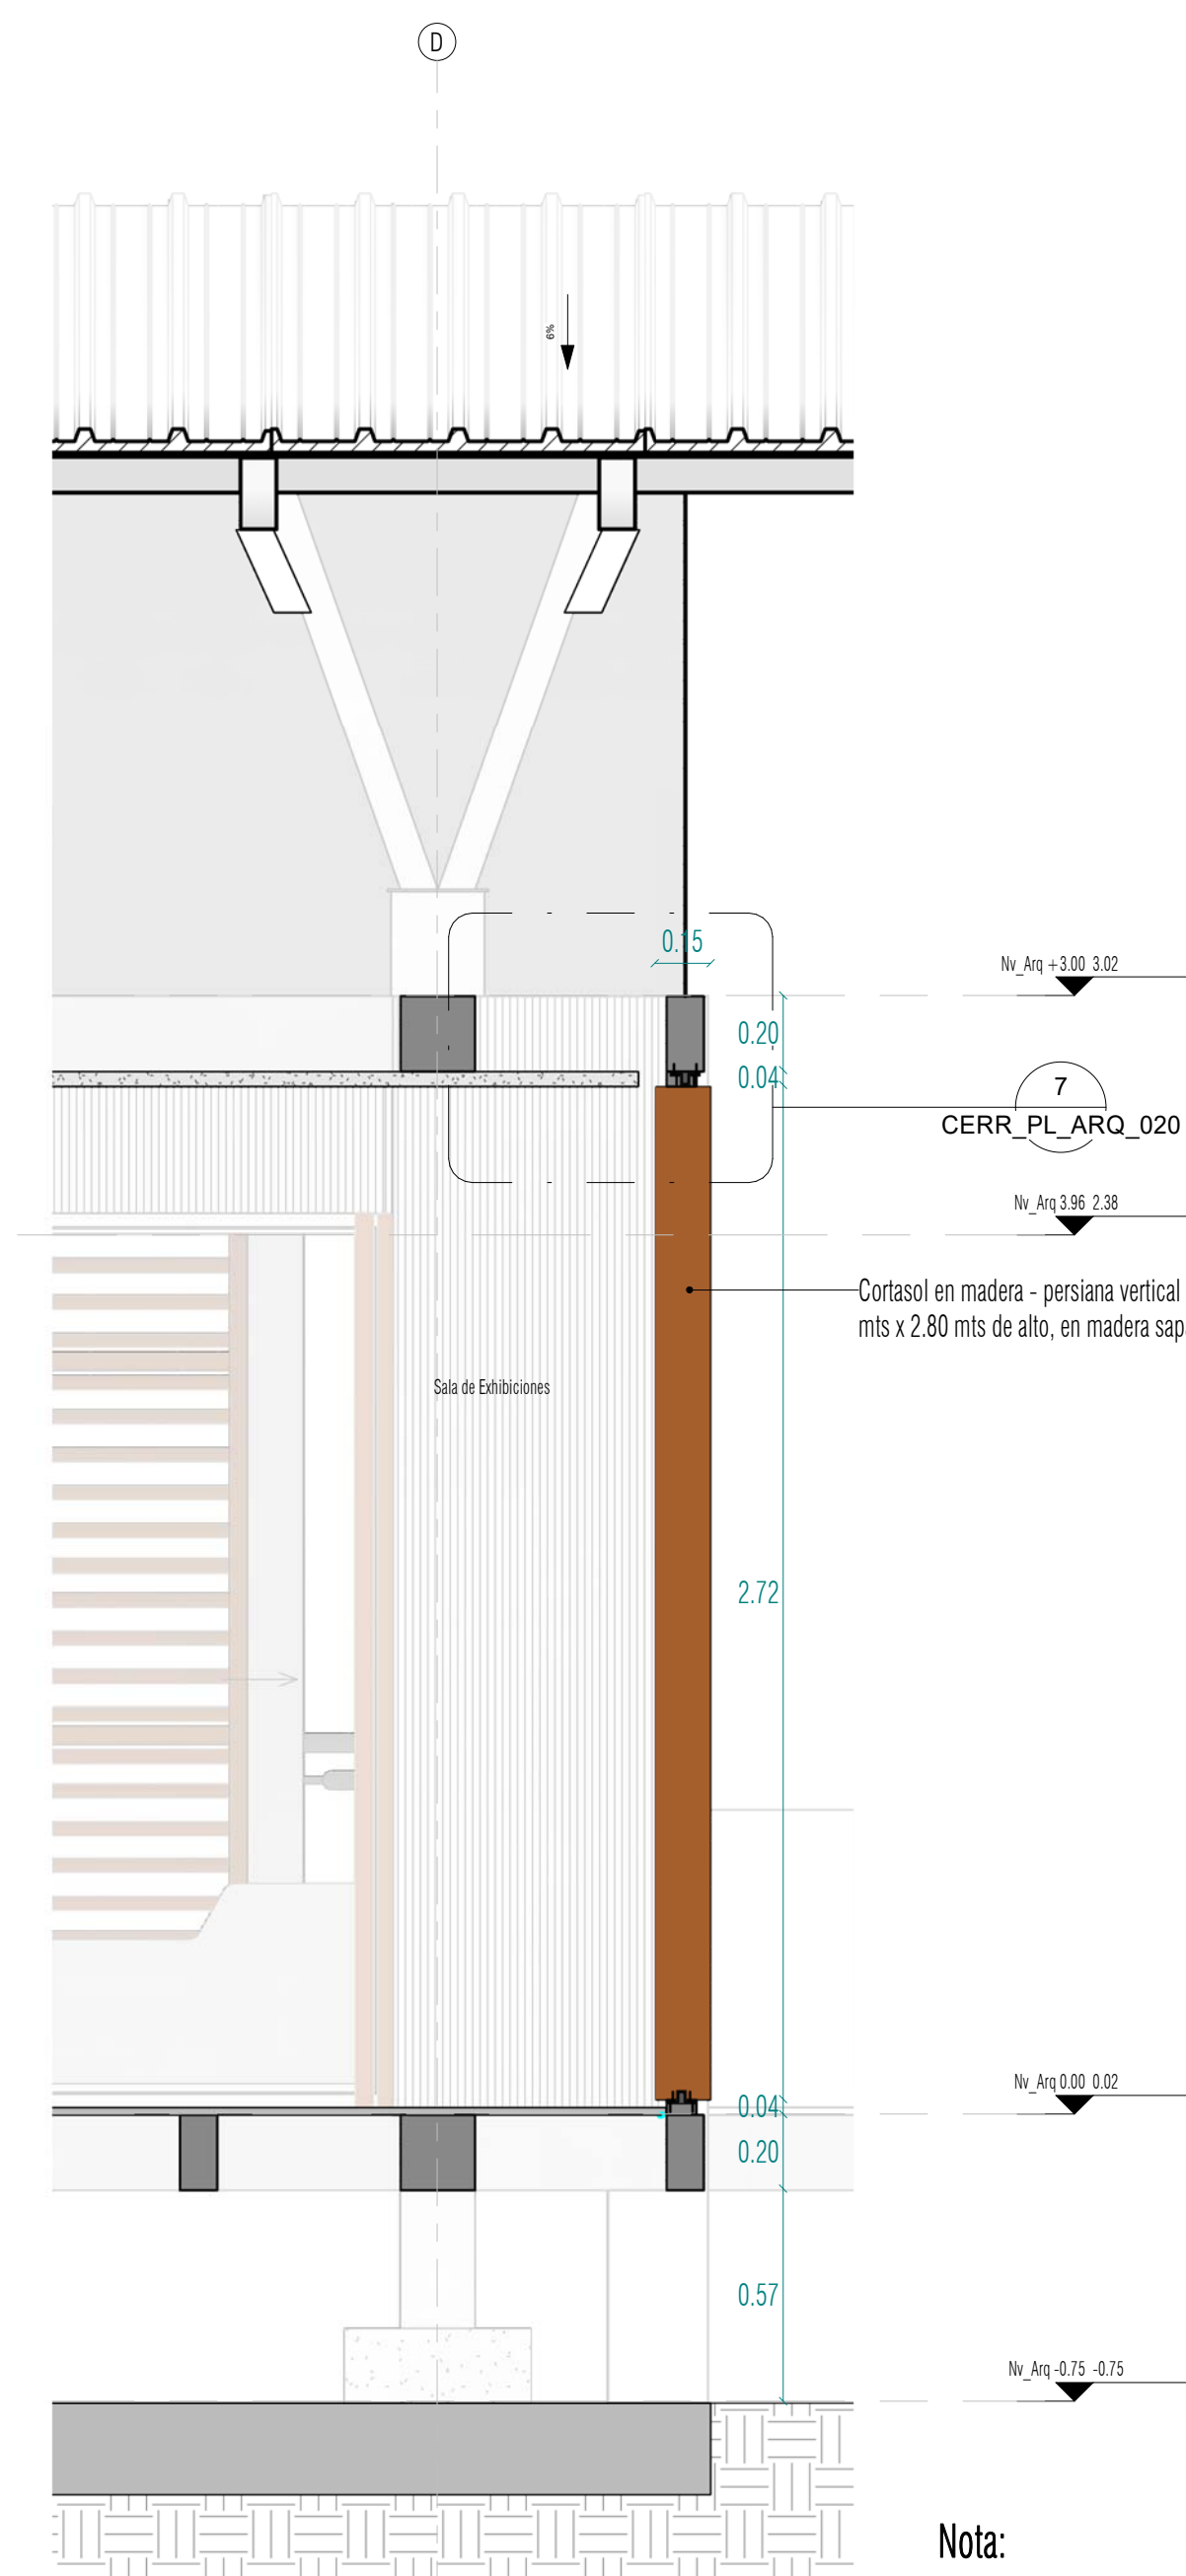 D
6%
0.15
Nv_Arq +3.00 3.02
0.20
0.04
7
CERR_PL_ARQ_020
Nv_Arq 3.96 2.38
Cortasol en madera - persiana vertical
mts x 2.80 mts de alto, en madera
Sala de Exhibiciones
2.72
Nv_Arq 0.00 0.02
0.04
0.20
0.57
Nv_Arq -0.75 -0.75
Nota: